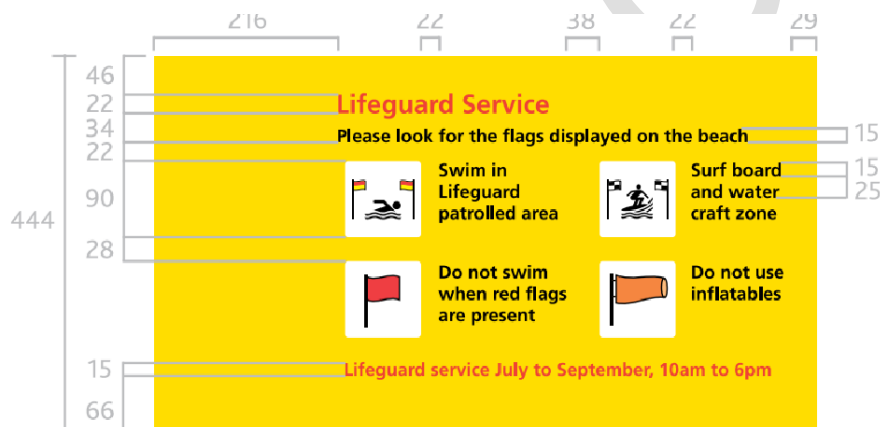 216 22 38 22 29
46
22
34
22
90
28
444
15
66
15
15
25
Lifeguard Service
Please look for the flags displayed on the beach
Swim in
Lifeguard
patrolled area
Surf board
and water
craft zone
Do not swim
when red flags
are present
Do not use
inflatables
Lifeguard service July to September, 10am to 6pm